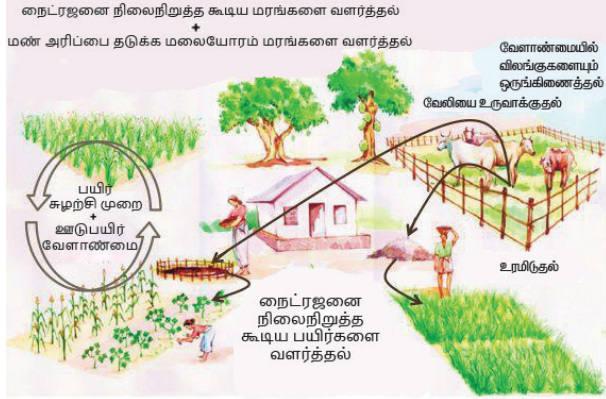 நைட்ரஜனை நிலைநிறுத்த கூடிய மரங்களை வளர்த்தல்
+
மண் அரிப்பை தடுக்க மலையோரம் மரங்களை வளர்த்தல்
வேளாண்மையில்
விலங்குகளையும்
ஒருங்கிணைத்தல்
வேலியை உருவாக்குதல்
பயிர்
சுழற்சி முறை
+
ஊடுபயிர்
வேளாண்மை
உரமிடுதல்
நைட்ரஜனை
நிலைநிறுத்த
கூடிய பயிர்களை
வளர்த்தல்